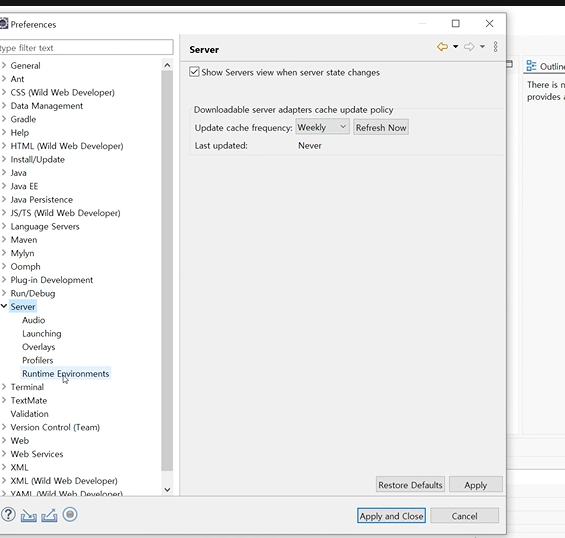 Preferences
type filter text
General
Ant
CSS (Wild Web Developer)
Data Management
Gradle
Help
HTML (Wild Web Developer)
Install/Update
Java
Java EE
Java Persistence
JS/TS (Wild Web Developer)
Language Servers
Maven
Mylyn
Oomph
Plug-in Development
Run/Debug
Server
Audio
Launching
Overlays
Profilers
Runtime Environments
Terminal
TextMate
Validation
Version Control (Team)
Web
Web Services
XML
XML (Wild Web Developer)
YAML (Wild Web Developer)
Server
Show Servers view when server state changes
Downloadable server adapters cache update policy
Update cache frequency: Weekly Refresh Now
Last updated: Never
Restore Defaults Apply
Apply and Close Cancel
Outline
There is n
provides a